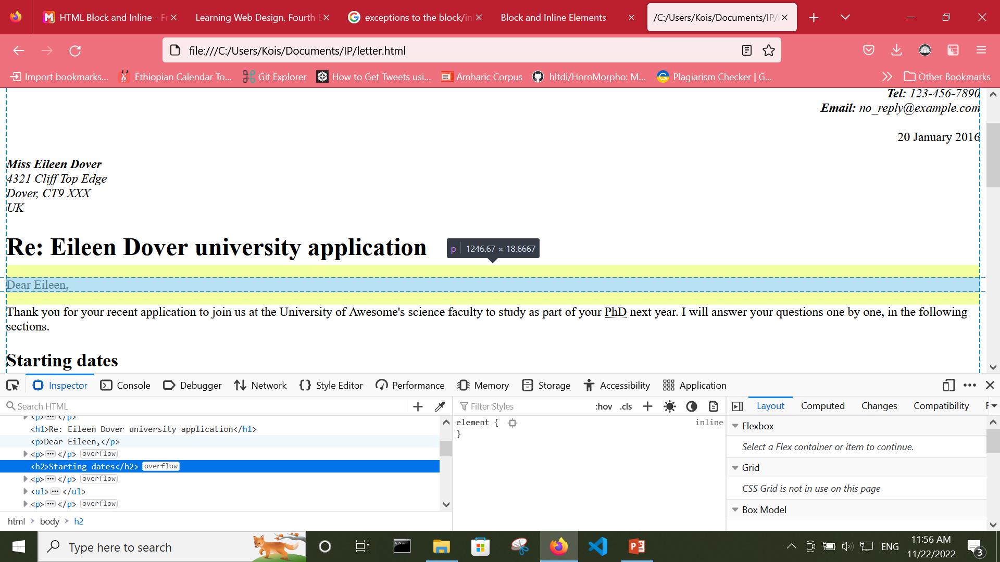 HTML Block and Inline - Fr
Learning Web Design, Fourth E
exceptions to the block/inl
Block and Inline Elements
/C:/Users/Kois/Documents/IP/l
file:///C:/Users/Kois/Documents/IP/letter.html
Import bookmarks...
Ethiopian Calendar To...
Git Explorer
How to Get Tweets usi...
Amharic Corpus
hltdi/HornMorpho: M...
Plagiarism Checker | G...
Other Bookmarks
Tel: 123-456-7890
Email: no_reply@example.com
20 January 2016
Miss Eileen Dover
4321 Cliff Top Edge
Dover, CT9 XXX
UK
Re: Eileen Dover university application
p 1246.67 × 18.6667
Dear Eileen,
Thank you for your recent application to join us at the University of Awesome's science faculty to study as part of your PhD next year. I will answer your questions one by one, in the following
sections.
Starting dates
Inspector
Console
Debugger
Network
Style Editor
Performance
Memory
Storage
Accessibility
Application
Search HTML
Filter Styles
:hov
.cls
Layout
Computed
Changes
Compatibility
<p>···</p>
<h1>Re: Eileen Dover university application</h1>
<p>Dear Eileen,</p>
<p>···</p> overflow
<h2>Starting dates</h2> overflow
<p>···</p> overflow
<ul>···</ul>
<p>···</p> overflow
html > body > h2
element { inline
}
Flexbox
Select a Flex container or item to continue.
Grid
CSS Grid is not in use on this page
Box Model
Type here to search
ENG
11:56 AM
11/22/2022
3